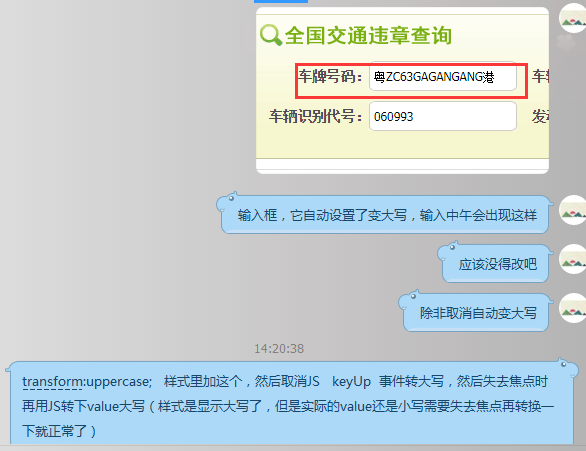 全国交通违章查询
车牌号码：粤ZC63GAGANGANG港 车辆
车辆识别代号：060993 发动
输入框，它自动设置了变大写，输入中午会出现这样
应该没得改吧
除非取消自动变大写
14:20:38
transform:uppercase; 样式里加这个，然后取消JS keyUp 事件转大写，然后失去焦点时
再用JS转下value大写（样式是显示大写了，但是实际的value还是小写需要失去焦点再转换一
下就正常了）